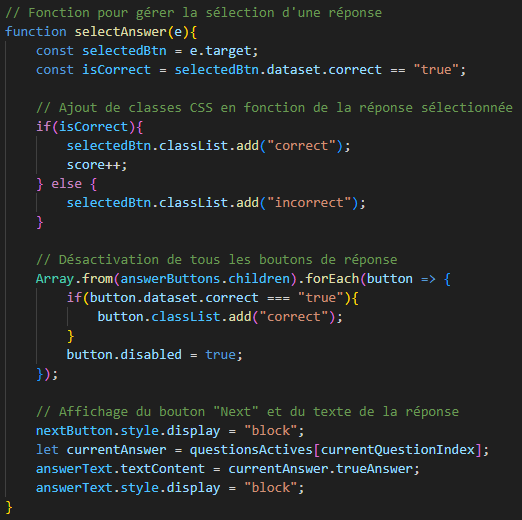 // Fonction pour gérer la sélection d'une réponse
function selectAnswer(e){
    const selectedBtn = e.target;
    const isCorrect = selectedBtn.dataset.correct == "true";

    // Ajout de classes CSS en fonction de la réponse sélectionnée
    if(isCorrect){
        selectedBtn.classList.add("correct");
        score++;
    } else {
        selectedBtn.classList.add("incorrect");
    }

    // Désactivation de tous les boutons de réponse
    Array.from(answerButtons.children).forEach(button => {
        if(button.dataset.correct === "true"){
            button.classList.add("correct");
        }
        button.disabled = true;
    });

    // Affichage du bouton "Next" et du texte de la réponse
    nextButton.style.display = "block";
    let currentAnswer = questionsActives[currentQuestionIndex];
    answerText.textContent = currentAnswer.trueAnswer;
    answerText.style.display = "block";
}